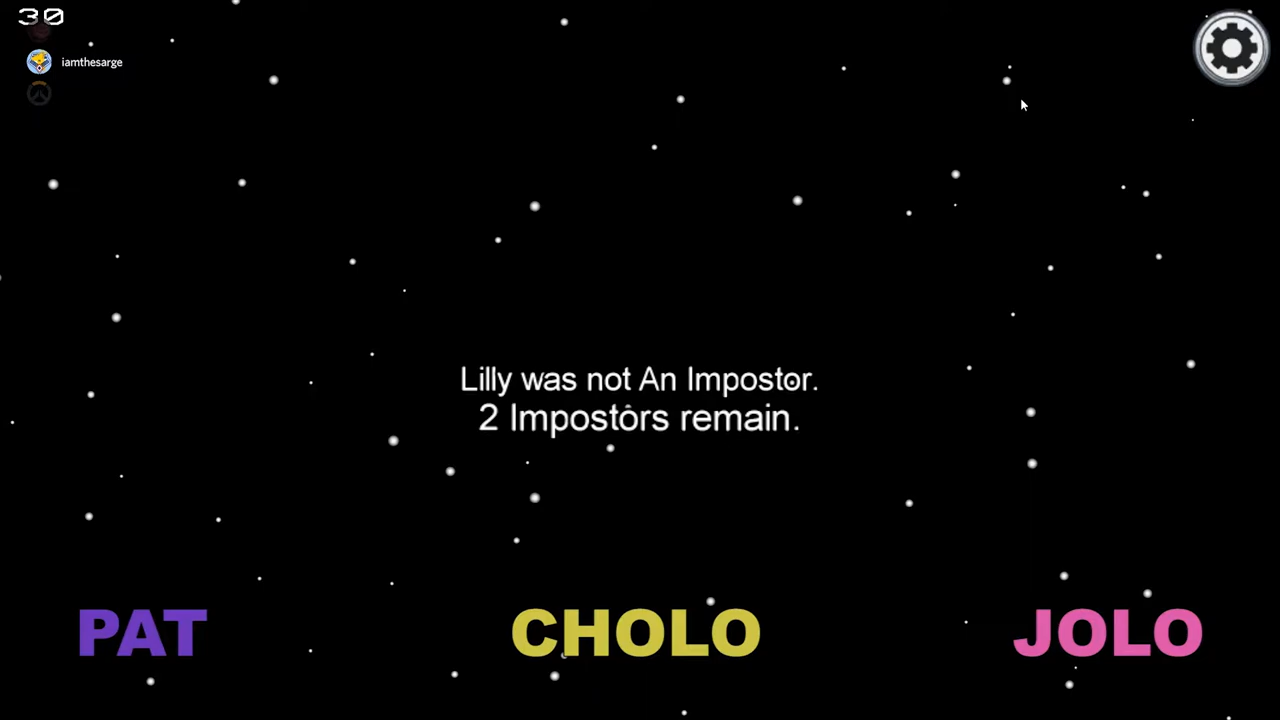 30
iamthesarge
Lilly was not An Impostor.
2 Impostors remain.
PAT CHOLO JOLO